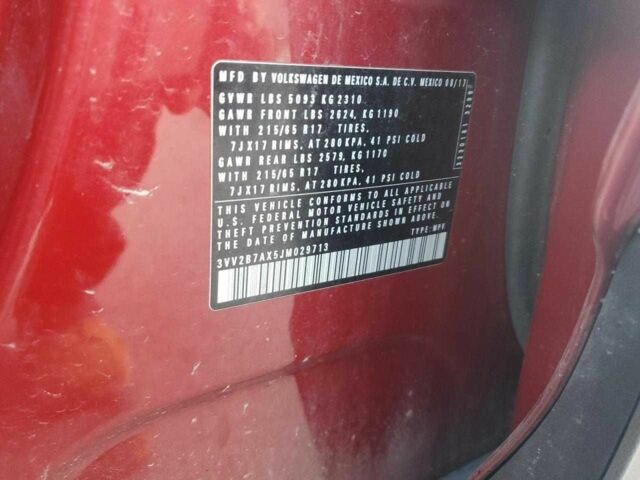 MFD BY VOLKSWAGEN DE MEXICO S.A. DE C.V. MEXICO 08/17
GVWR LBS 5093 KG 2310
GAWR FRONT LBS 2624, KG 1190
WITH 215/65 R17 TIRES,
7JX17 RIMS, AT 280 KPA, 41 PSI COLD
GAWR REAR LBS 2579, KG 1170
WITH 215/65 R17 TIRES,
7JX17 RIMS, AT 280 KPA, 41 PSI COLD
THIS VEHICLE CONFORMS TO ALL APPLICABLE
U.S. FEDERAL MOTOR VEHICLE SAFETY AND
THEFT PREVENTION STANDARDS IN EFFECT ON
THE DATE OF MANUFACTURE SHOWN ABOVE.
3VV2B7AX5JM029713 TYPE: MPV